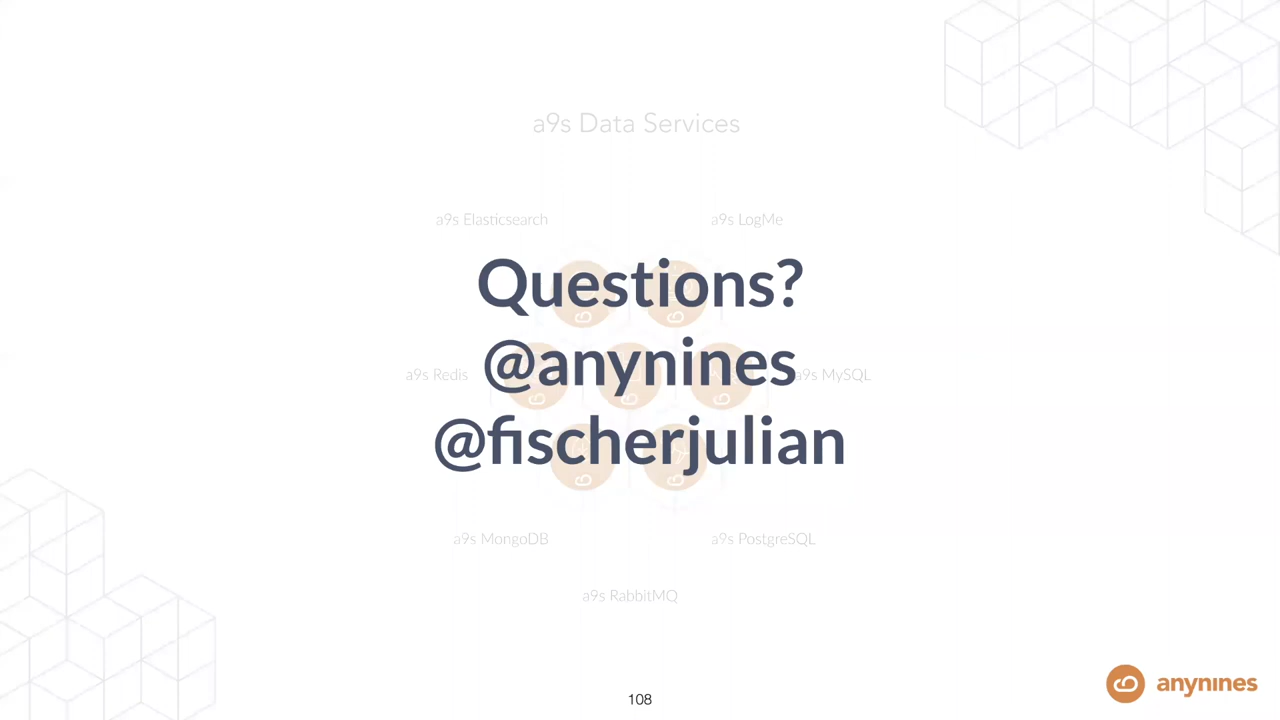 a9s Data Services
a9s Elasticsearch
a9s LogMe
Questions?
@anynines
a9s Redis
a9s MySQL
@fischerjulian
a9s MongoDB
a9s PostgreSQL
a9s RabbitMQ
anynines
108